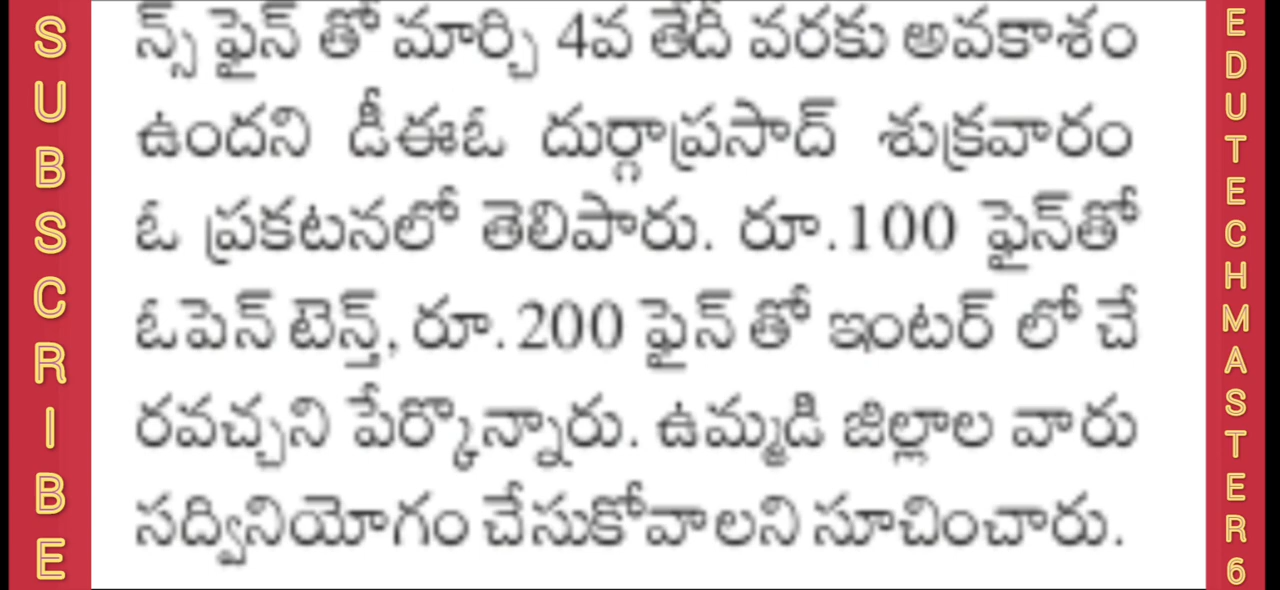 SUBSCRIBE
న్స్ ఫైన్ తో మార్చి 4వ తేదీ వరకు అవకాశం
ఉందని డీఈఓ దుర్గాప్రసాద్ శుక్రవారం
ఓ ప్రకటనలో తెలిపారు. రూ.100 ఫైన్‌తో
ఓపెన్ టెన్త్, రూ.200 ఫైన్ తో ఇంటర్ లో చే
రవచ్చని పేర్కొన్నారు. ఉమ్మడి జిల్లాల వారు
సద్వినియోగం చేసుకోవాలని సూచించారు.
EDUTECHMASTER6